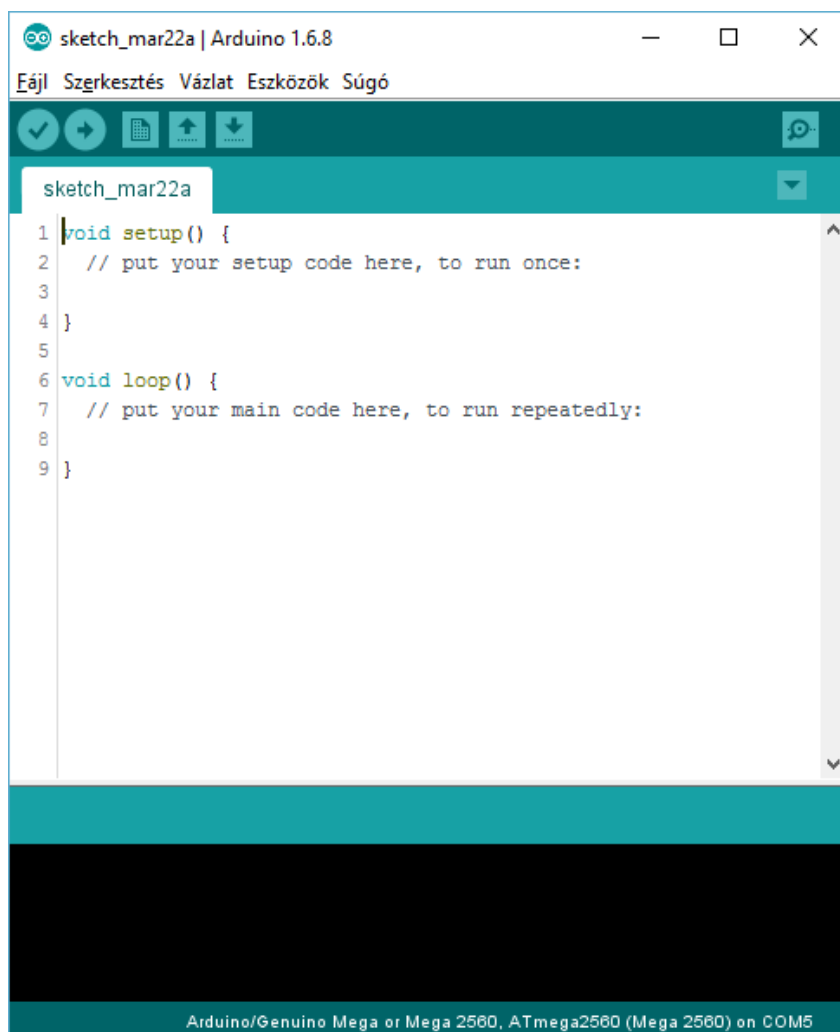 sketch_mar22a | Arduino 1.6.8
Fájl Szerkesztés Vázlat Eszközök Súgó
sketch_mar22a
1 void setup() {
2   // put your setup code here, to run once:
3
4 }
5
6 void loop() {
7   // put your main code here, to run repeatedly:
8
9 }
Arduino/Genuino Mega or Mega 2560, ATmega2560 (Mega 2560) on COM5